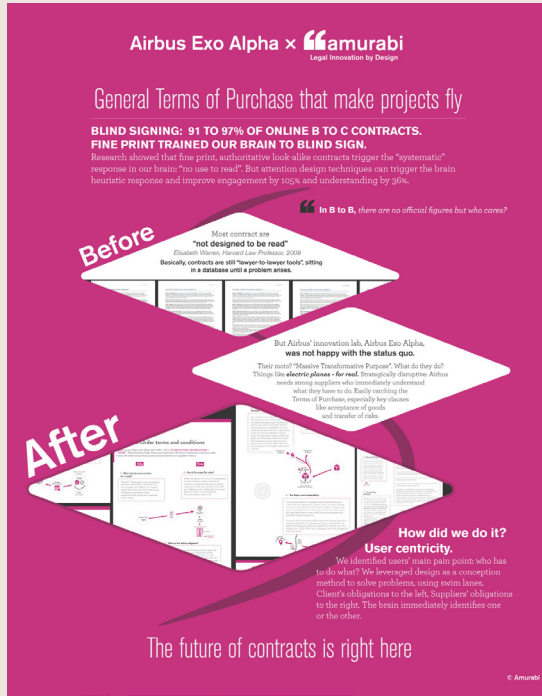 Airbus Exo Alpha × amurabi
Legal Innovation by Design
General Terms of Purchase that make projects fly
BLIND SIGNING: 91 TO 97% OF ONLINE B TO C CONTRACTS.
FINE PRINT TRAINED OUR BRAIN TO BLIND SIGN.
Research showed that fine print, authoritative look-alike contracts trigger the “systematic”
response in our brain: “no use to read”. But attention design techniques can trigger the brain
heuristic response and improve engagement by 105% and understanding by 36%.
In B to B, there are no official figures but who cares?
Before
Most contract are
“not designed to be read”
Elisabeth Warren, Harvard Law Professor, 2009
Basically, contracts are still “lawyer-to-lawyer tools”, sitting
in a database until a problem arises.
But Airbus’ innovation lab, Airbus Exo Alpha,
was not happy with the status quo.
Their moto? “Massive Transformative Purpose”. What do they do?
Things like electric planes - for real. Strategically disruptive: Airbus
needs strong suppliers who immediately understand
what they have to do. Easily catching the
Terms of Purchase, especially key clauses
like acceptance of goods
and transfer of risks.
After
Under terms and conditions
How did we do it?
User centricity.
We identified users’ main pain point: who has
to do what? We leveraged design as a conception
method to solve problems, using swim lanes.
Client’s obligations to the left, Suppliers’ obligations
to the right. The brain immediately identifies one
or the other.
The future of contracts is right here
© Amurabi